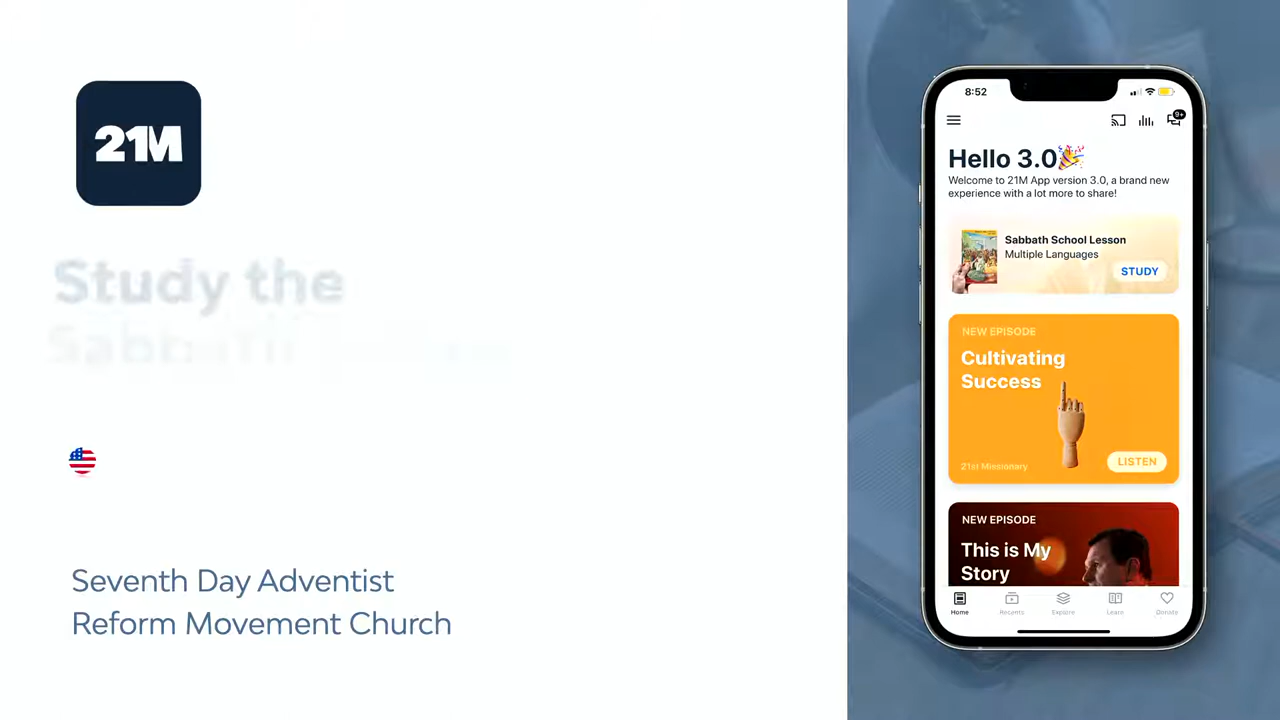 21M
Study the
Seventh Day Adventist
Reform Movement Church
8:52
9+
Hello 3.0🎉
Welcome to 21M App version 3.0, a brand new
experience with a lot more to share!
Sabbath School Lesson
Multiple Languages
STUDY
NEW EPISODE
Cultivating
Success
21st Missionary
LISTEN
NEW EPISODE
This is My
Story
Home
Recents
Explore
Learn
Donate